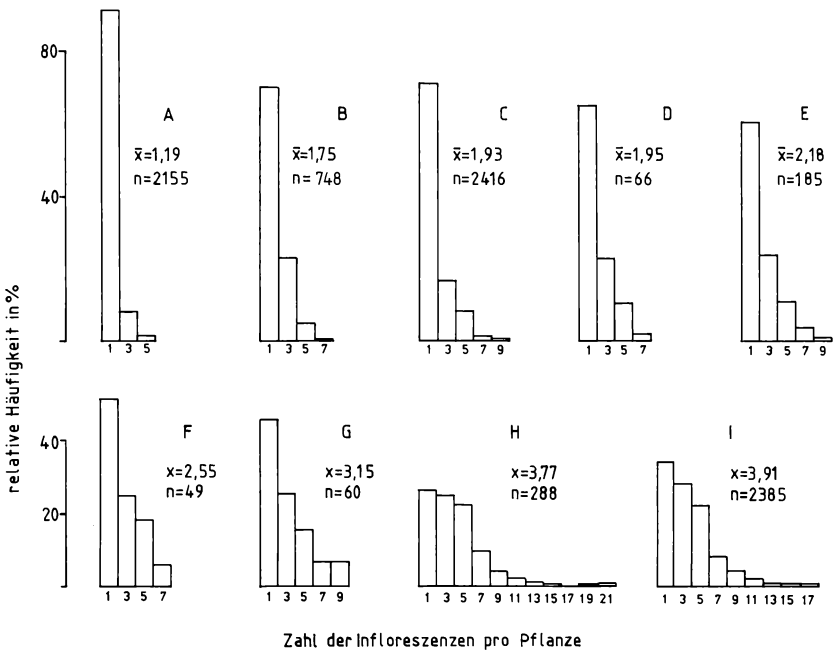 80
40
relative Häufigkeit in %
A
x̄=1,19
n=2155
1 3 5
B
x̄=1,75
n=748
1 3 5 7
C
x̄=1,93
n=2416
1 3 5 7 9
D
x̄=1,95
n=66
1 3 5 7
E
x̄=2,18
n=185
1 3 5 7 9
40
20
F
x=2,55
n=49
1 3 5 7
G
x=3,15
n=60
1 3 5 7 9
H
x=3,77
n=288
1 3 5 7 9 11 13 15 17 19 21
I
x=3,91
n=2385
1 3 5 7 9 11 13 15 17
Zahl der Infloreszenzen pro Pflanze